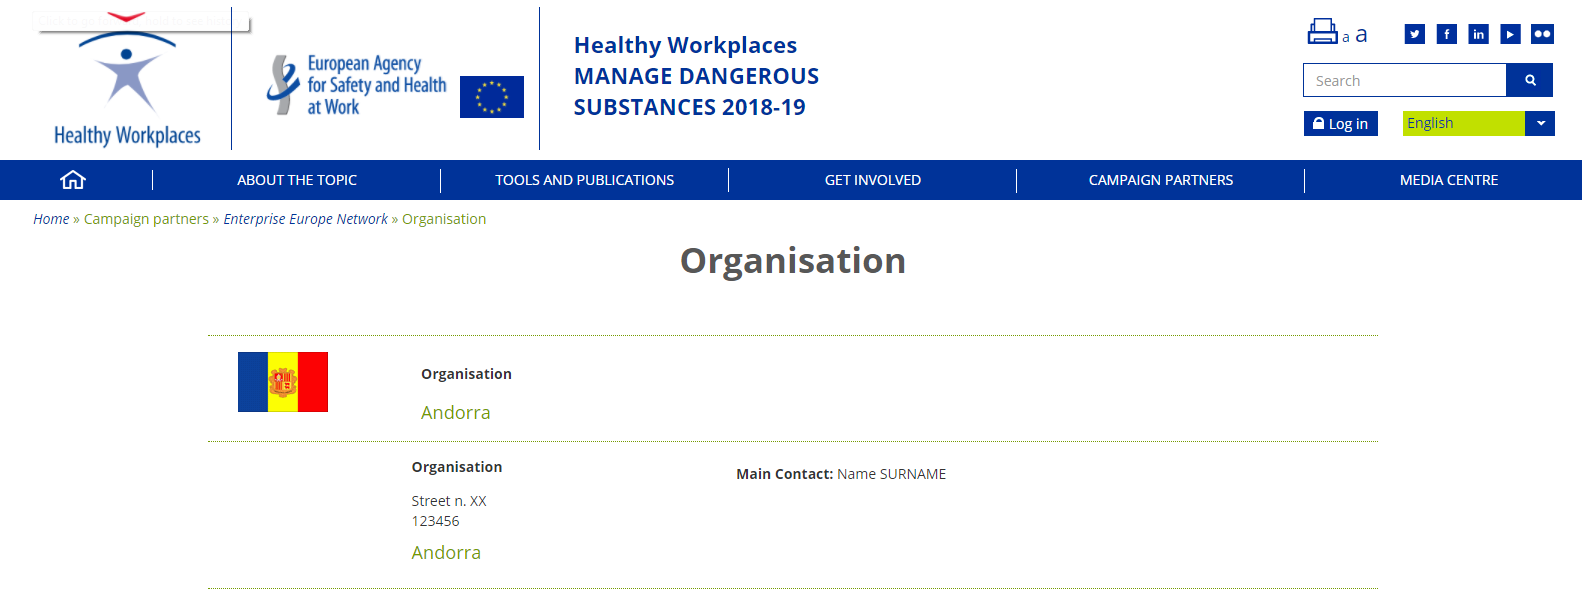 Healthy Workplaces
European Agency
for Safety and Health
at Work
Healthy Workplaces
MANAGE DANGEROUS
SUBSTANCES 2018-19
a a
Search
Log in
English
ABOUT THE TOPIC
TOOLS AND PUBLICATIONS
GET INVOLVED
CAMPAIGN PARTNERS
MEDIA CENTRE
Home » Campaign partners » Enterprise Europe Network » Organisation
Organisation
Organisation
Andorra
Organisation
Street n. XX
123456
Andorra
Main Contact: Name SURNAME